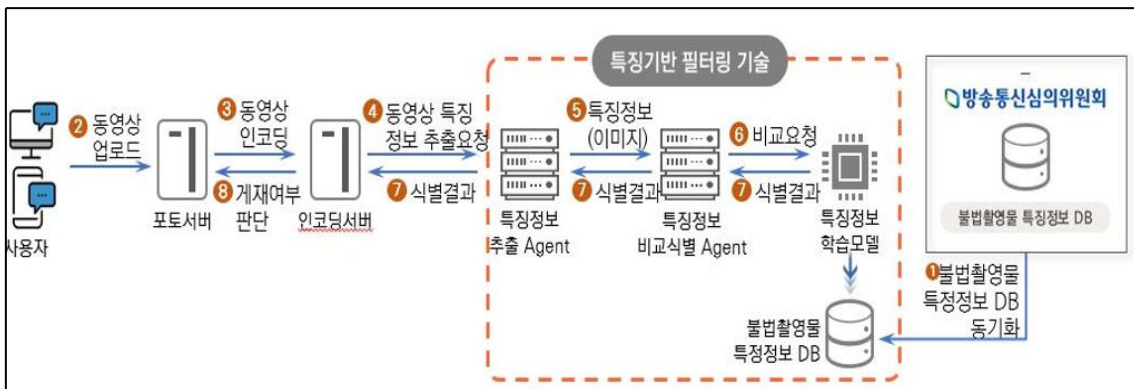 특징기반 필터링 기술
방송통신심의위원회
불법촬영물 특징정보 DB
사용자
❷ 동영상
업로드
포토서버
❸ 동영상
인코딩
❽ 게재여부
판단
인코딩서버
❹ 동영상 특징
정보 추출요청
❼ 식별결과
특징정보
추출 Agent
❺ 특징정보
(이미지)
❼ 식별결과
특징정보
비교식별 Agent
❻ 비교요청
❼ 식별결과
특징정보
학습모델
불법촬영물
특정정보 DB
❶불법촬영물
특정정보 DB
동기화